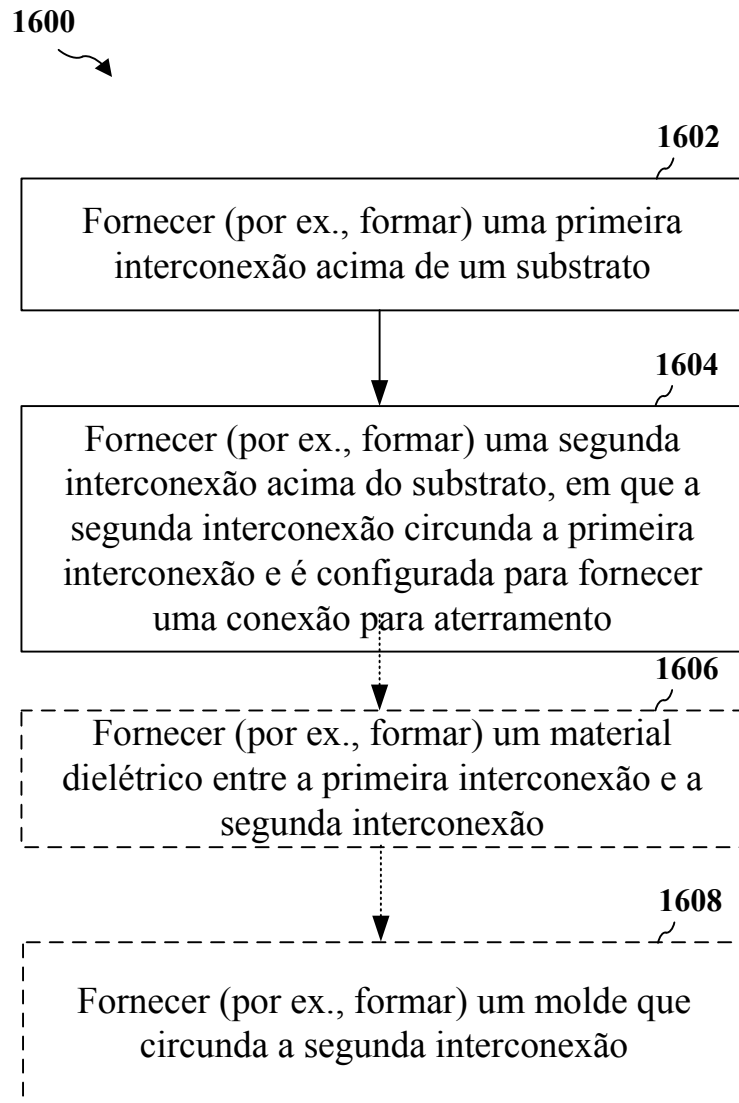 1600
1602
Fornecer (por ex., formar) uma primeira
interconexão acima de um substrato
1604
Fornecer (por ex., formar) uma segunda
interconexão acima do substrato, em que a
segunda interconexão circunda a primeira
interconexão e é configurada para fornecer
uma conexão para aterramento
1606
Fornecer (por ex., formar) um material
dielétrico entre a primeira interconexão e a
segunda interconexão
1608
Fornecer (por ex., formar) um molde que
circunda a segunda interconexão